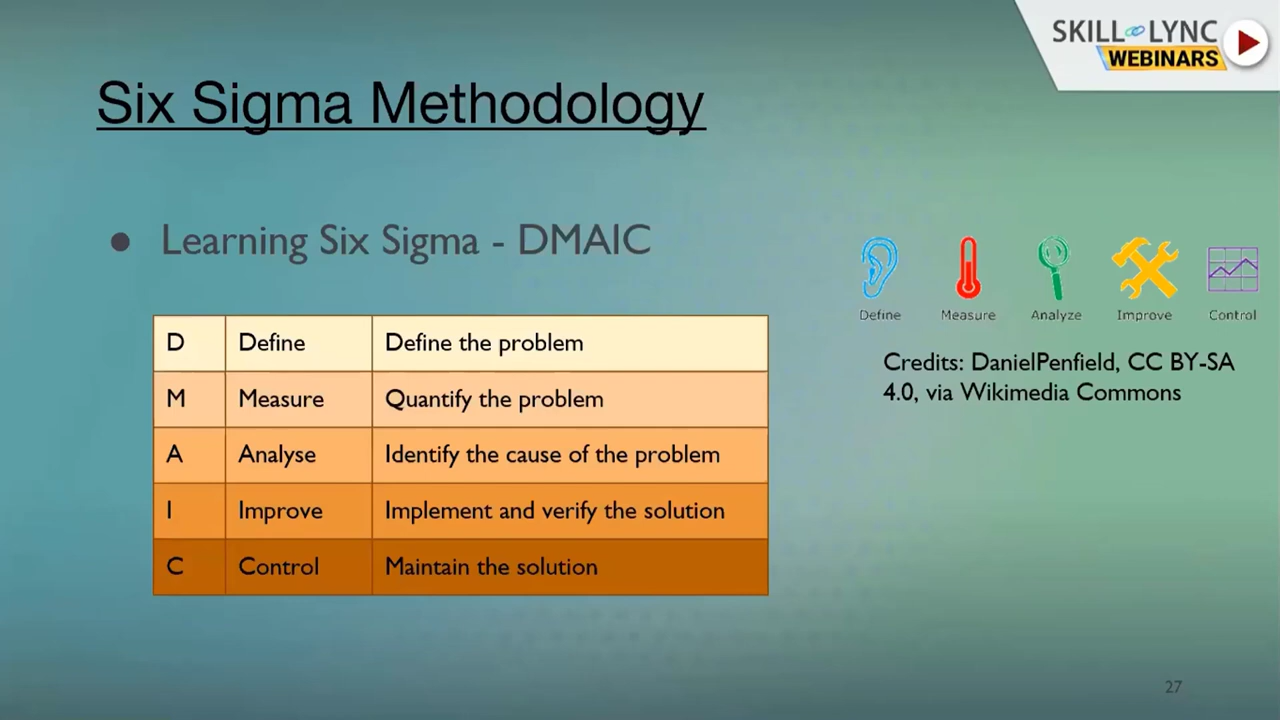 SKILL LYNC
WEBINARS
Six Sigma Methodology
● Learning Six Sigma - DMAIC
D Define Define the problem
M Measure Quantify the problem
A Analyse Identify the cause of the problem
I Improve Implement and verify the solution
C Control Maintain the solution
Define Measure Analyze Improve Control
Credits: DanielPenfield, CC BY-SA
4.0, via Wikimedia Commons
27